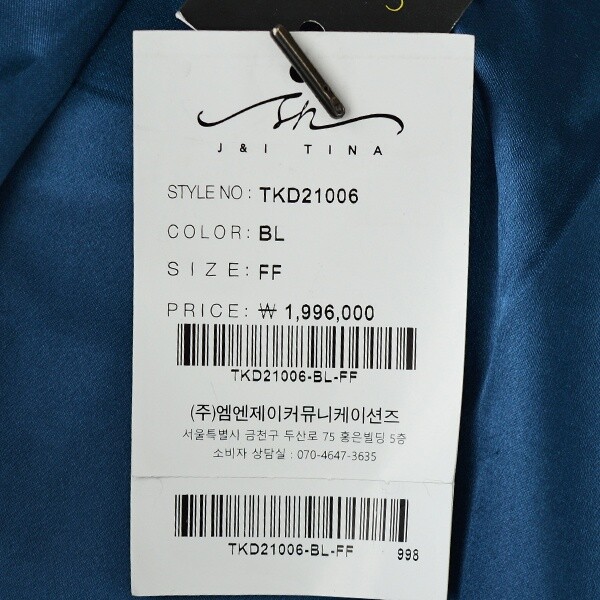 sn
J & I TINA
STYLE NO : TKD21006
COLOR: BL
SIZE: FF
PRICE: ₩ 1,996,000
TKD21006-BL-FF
(주)엠엔제이커뮤니케이션즈
서울특별시 금천구 두산로 75 홍은빌딩 5층
소비자 상담실 : 070-4647-3635
TKD21006-BL-FF 998